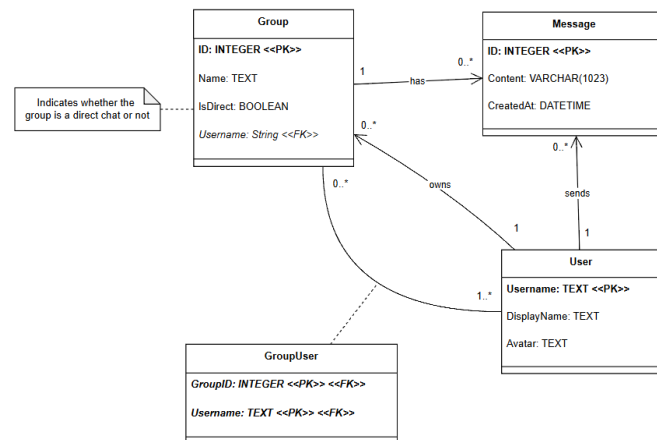 Group
ID: INTEGER <<PK>>
Name: TEXT
IsDirect: BOOLEAN
Username: String <<FK>>
Message
ID: INTEGER <<PK>>
Content: VARCHAR(1023)
CreatedAt: DATETIME
Indicates whether the
group is a direct chat or not
1
has
0..*
0..*
owns
1
0..*
sends
1
0..*
1..*
User
Username: TEXT <<PK>>
DisplayName: TEXT
Avatar: TEXT
GroupUser
GroupID: INTEGER <<PK>> <<FK>>
Username: TEXT <<PK>> <<FK>>